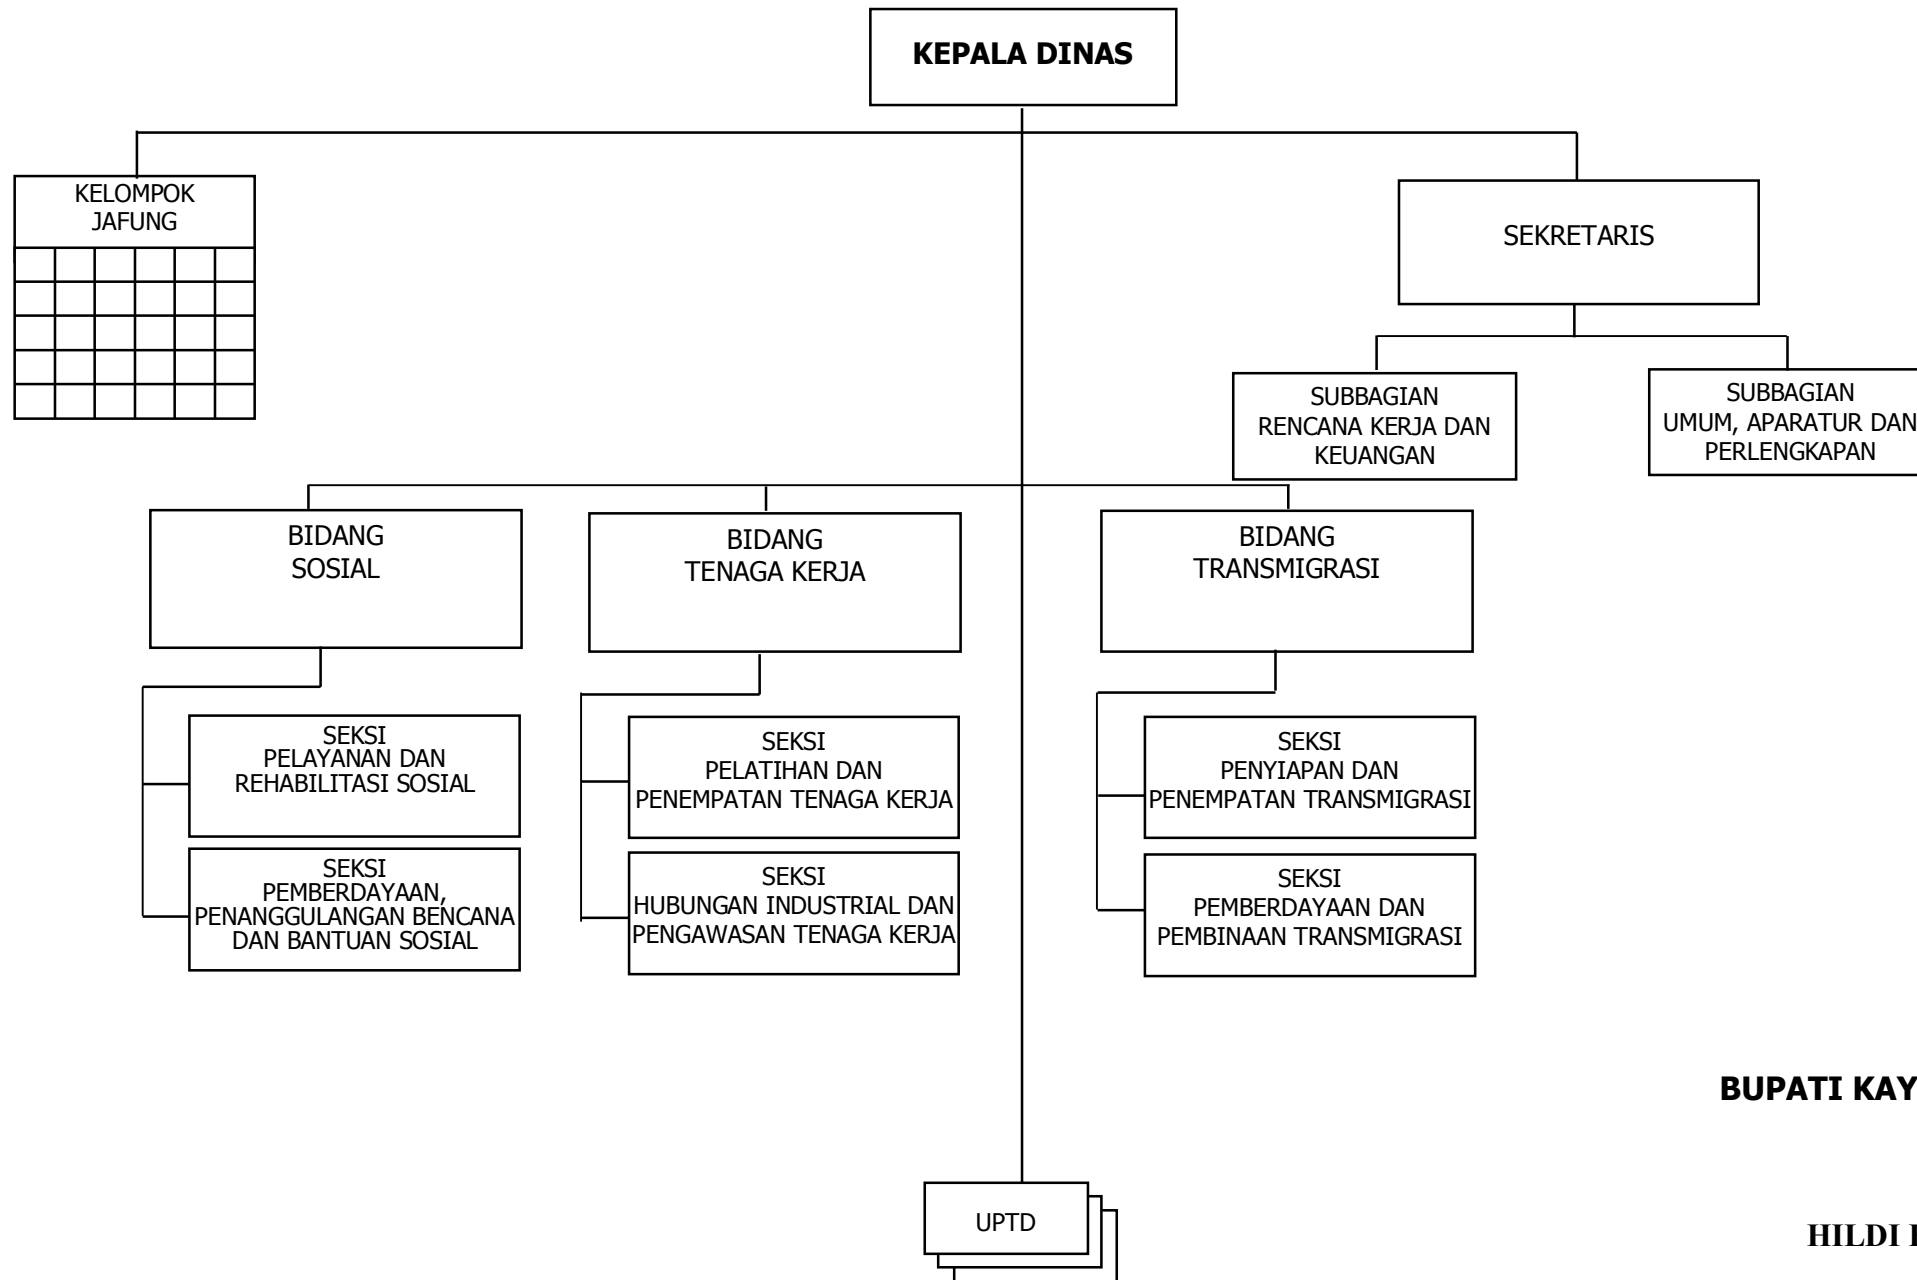 KEPALA DINAS
KELOMPOK
JAFUNG
SEKRETARIS
SUBBAGIAN
RENCANA KERJA DAN
KEUANGAN
SUBBAGIAN
UMUM, APARATUR DAN
PERLENGKAPAN
BIDANG
SOSIAL
BIDANG
TENAGA KERJA
BIDANG
TRANSMIGRASI
SEKSI
PELAYANAN DAN
REHABILITASI SOSIAL
SEKSI
PEMBERDAYAAN,
PENANGGULANGAN BENCANA
DAN BANTUAN SOSIAL
SEKSI
PELATIHAN DAN
PENEMPATAN TENAGA KERJA
SEKSI
HUBUNGAN INDUSTRIAL DAN
PENGAWASAN TENAGA KERJA
SEKSI
PENYIAPAN DAN
PENEMPATAN TRANSMIGRASI
SEKSI
PEMBERDAYAAN DAN
PEMBINAAN TRANSMIGRASI
BUPATI KAY
UPTD
HILDI